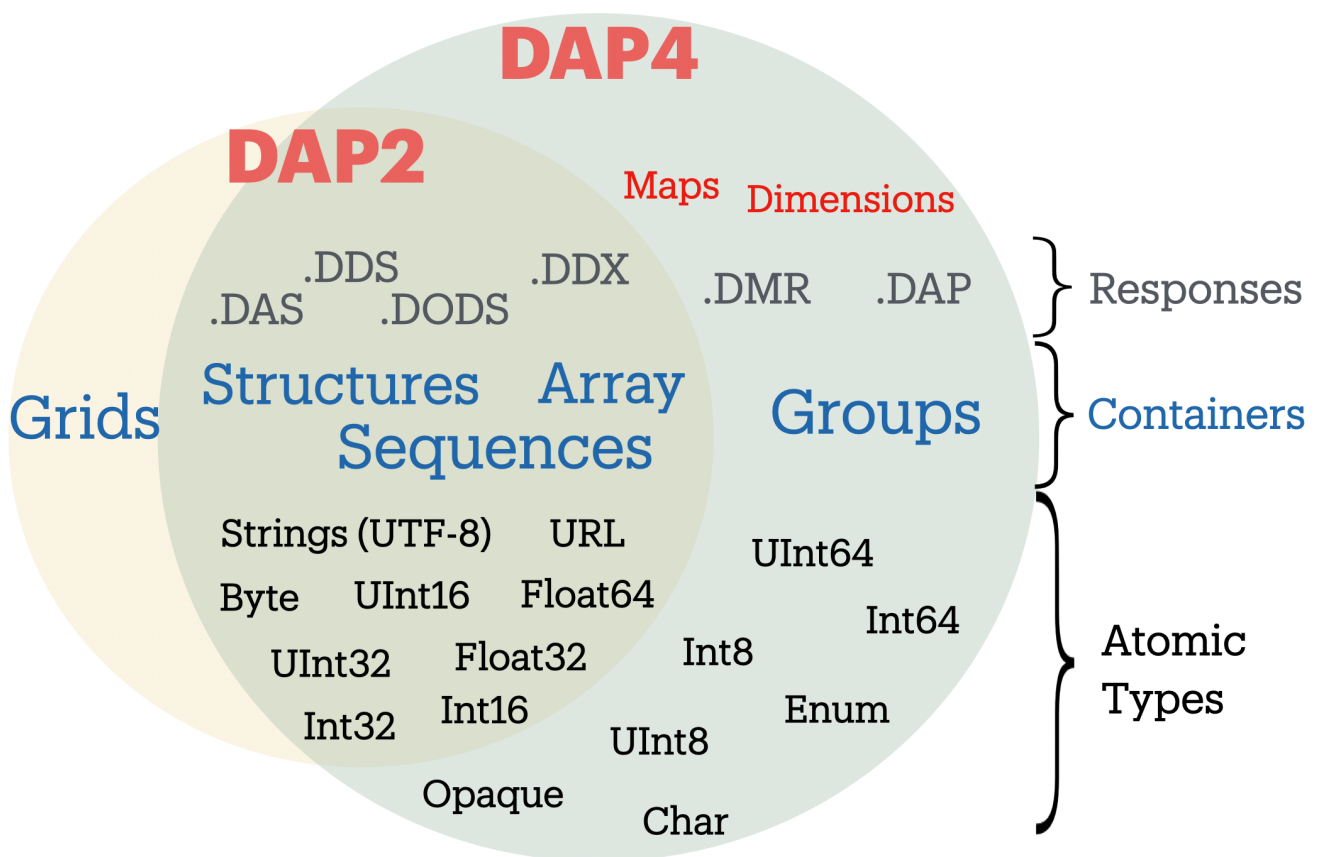 DAP4
DAP2
Maps Dimensions
.DDS .DDX
.DAS .DODS .DMR .DAP Responses
Structures Array
Grids Sequences Groups Containers
Strings (UTF-8) URL
UInt64
Byte UInt16 Float64
Int64
UInt32 Float32 Int8
Atomic
Types
Int32 Int16 Enum
UInt8
Opaque
Char